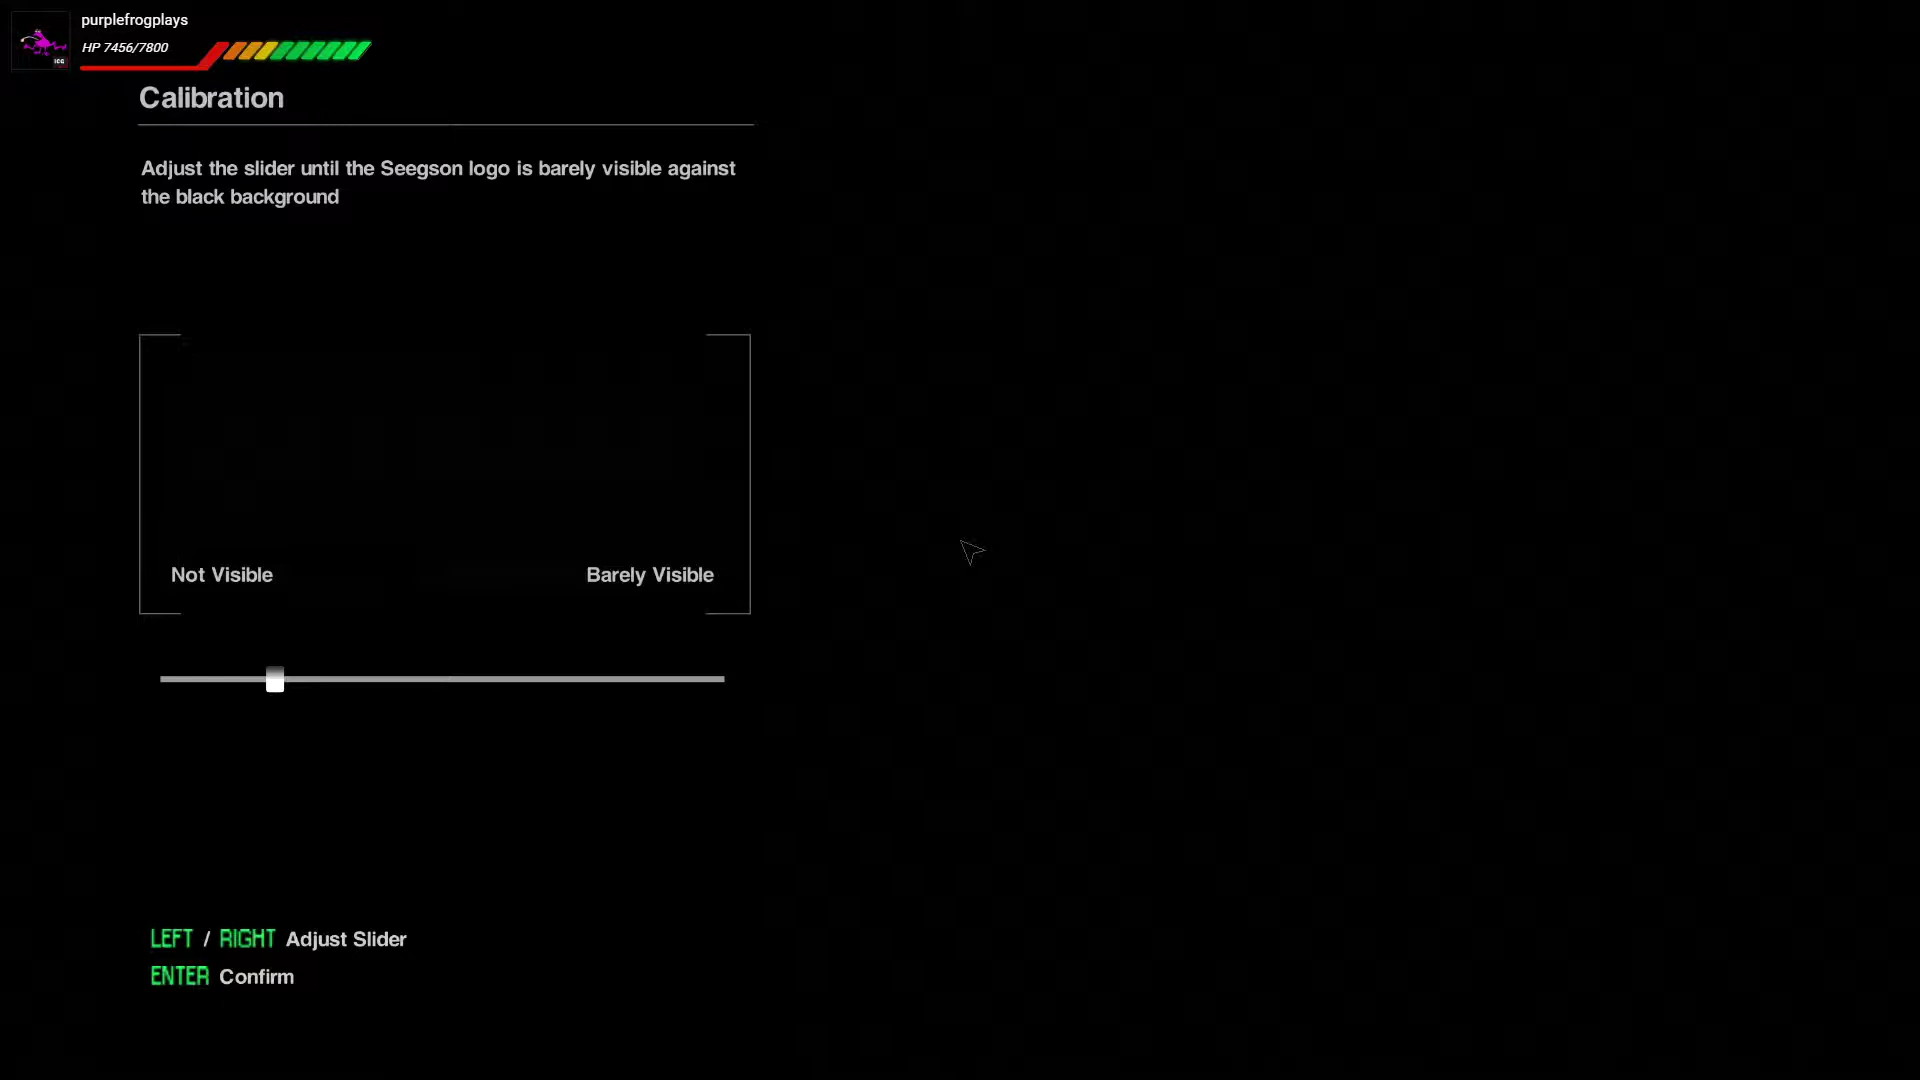 purplefrogplays
HP 7456/7800
ICG
Calibration
Adjust the slider until the Seegson logo is barely visible against
the black background
Not Visible
Barely Visible
LEFT / RIGHT Adjust Slider
ENTER Confirm